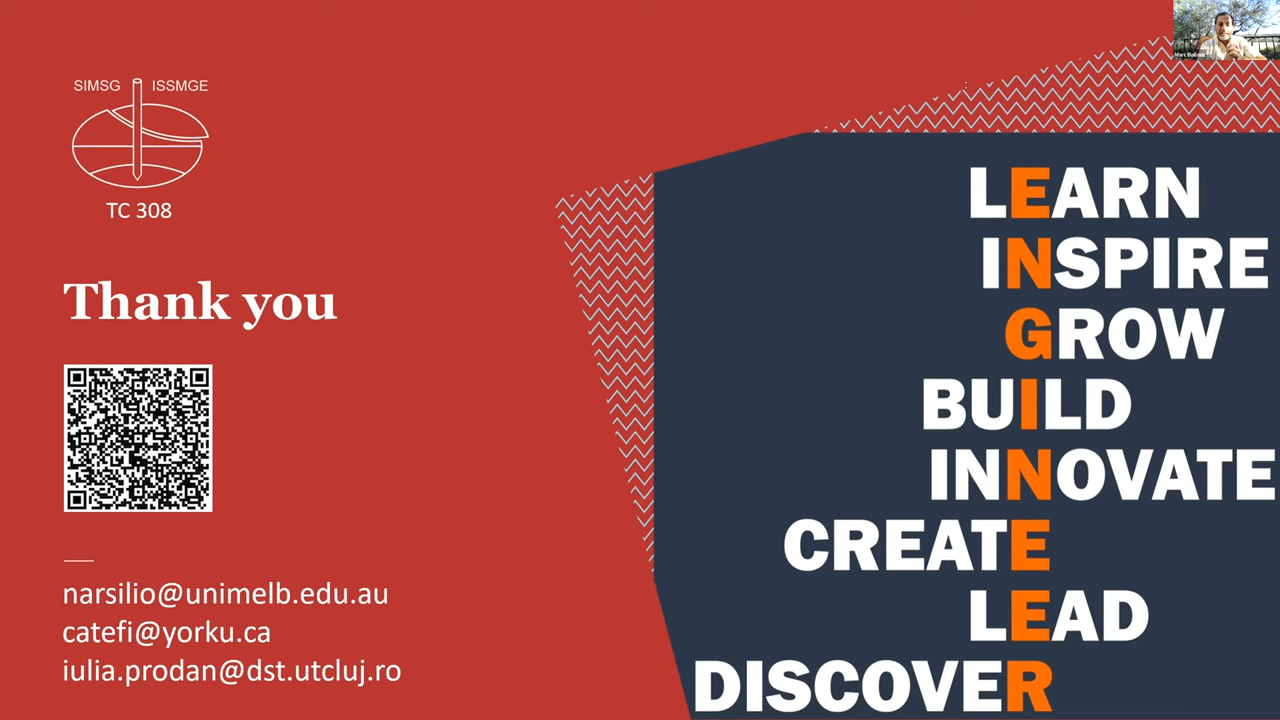 SIMSG ISSMGE
TC 308
Thank you
narsilio@unimelb.edu.au
catefi@yorku.ca
iulia.prodan@dst.utcluj.ro
LEARN
INSPIRE
GROW
BUILD
INNOVATE
CREATE
LEAD
DISCOVER